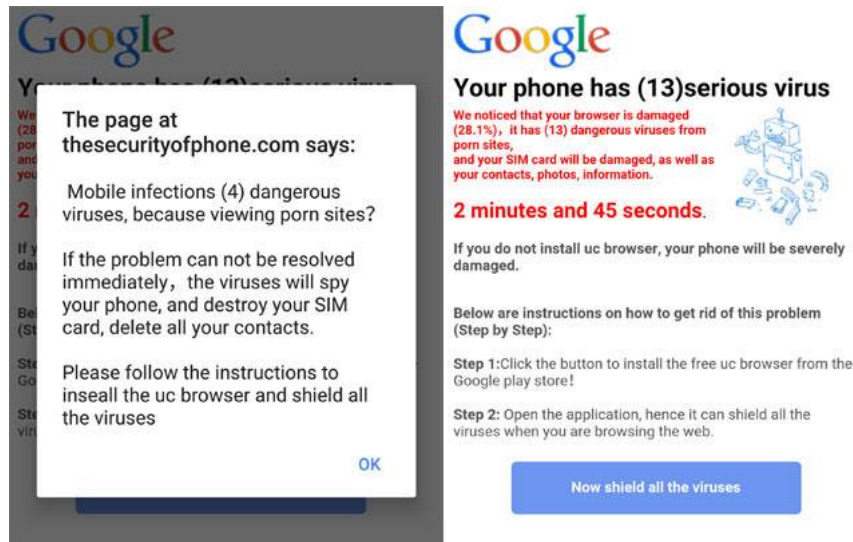 Google
The page at
thesecurityofphone.com says:
Mobile infections (4) dangerous
viruses, because viewing porn sites?
If the problem can not be resolved
immediately，the viruses will spy
your phone, and destroy your SIM
card, delete all your contacts.
Please follow the instructions to
inseall the uc browser and shield all
the viruses
OK
Google
Your phone has (13)serious virus
We noticed that your browser is damaged
(28.1%)，it has (13) dangerous viruses from
porn sites,
and your SIM card will be damaged, as well as
your contacts, photos, information.
2 minutes and 45 seconds.
If you do not install uc browser, your phone will be severely
damaged.
Below are instructions on how to get rid of this problem
(Step by Step):
Step 1:Click the button to install the free uc browser from the
Google play store！
Step 2: Open the application, hence it can shield all the
viruses when you are browsing the web.
Now shield all the viruses